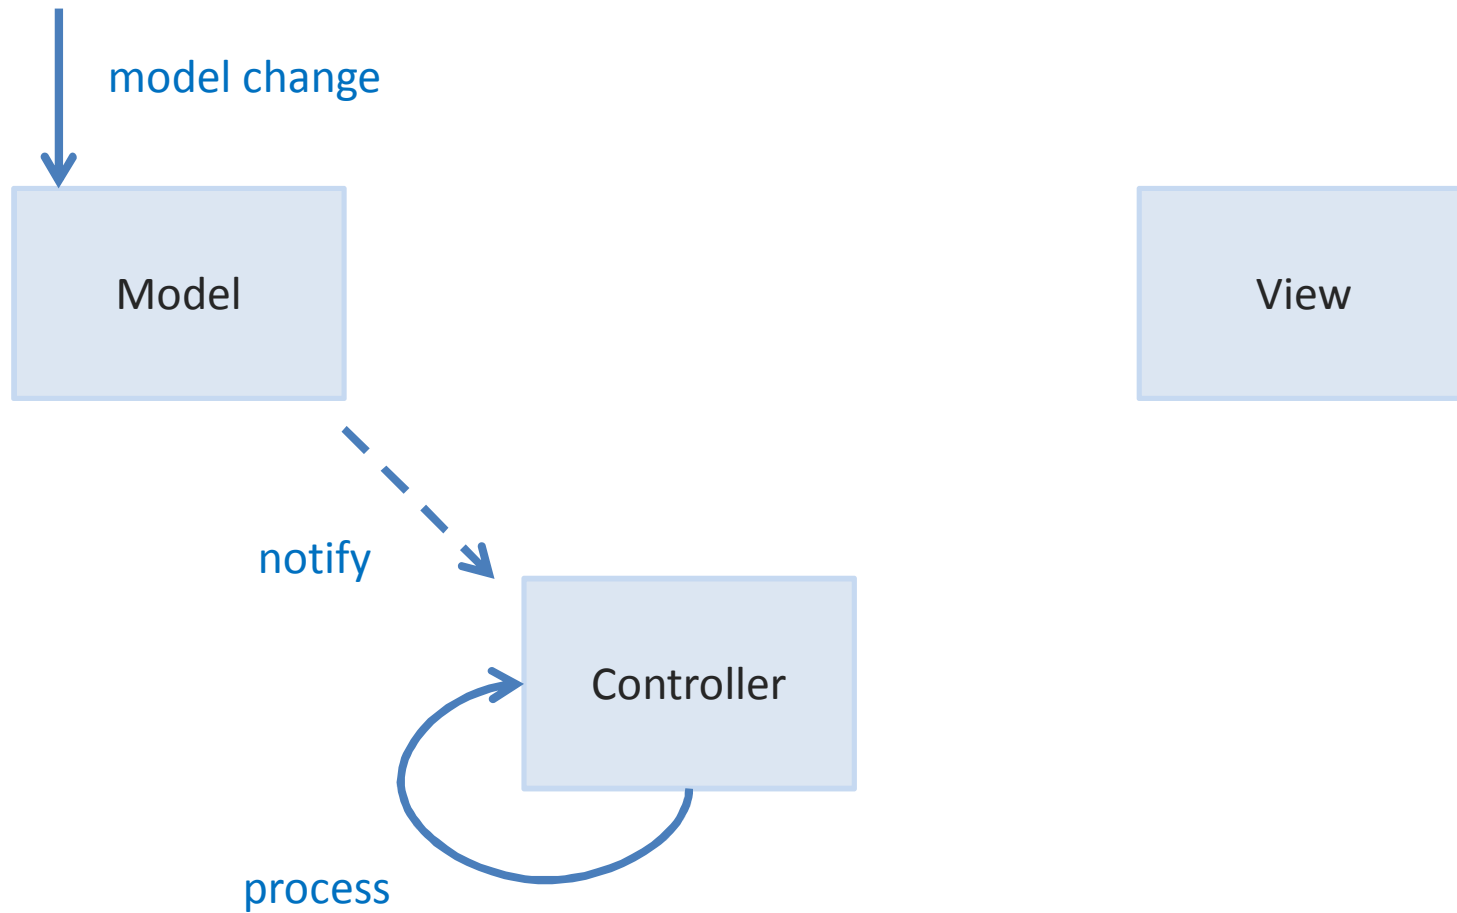 model change
Model
View
notify
Controller
process